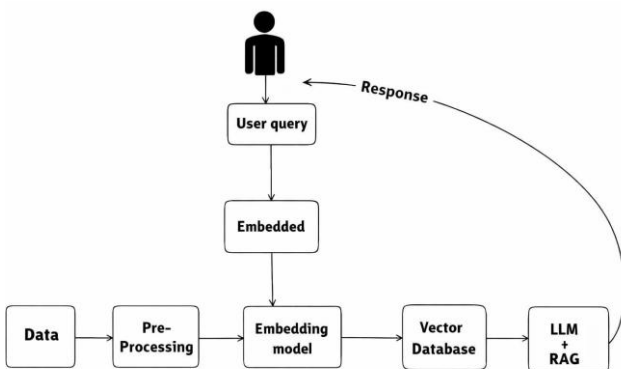 Response
User query
Embedded
Data
Pre-
Processing
Embedding
model
Vector
Database
LLM
+
RAG